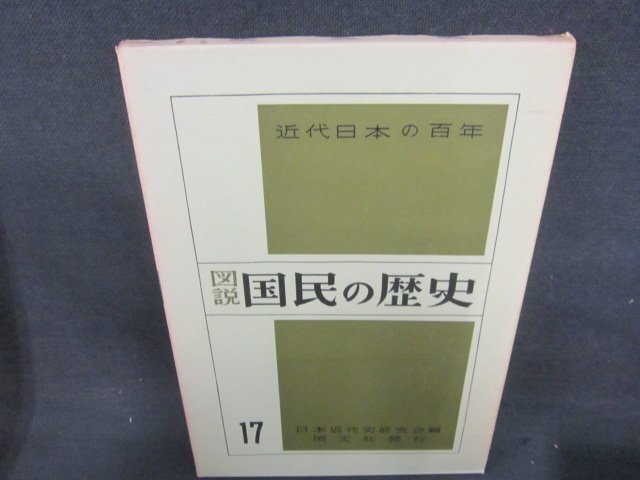 近代日本の百年
図説 国民の歴史
17
日本近代史研究会編
国文社発行